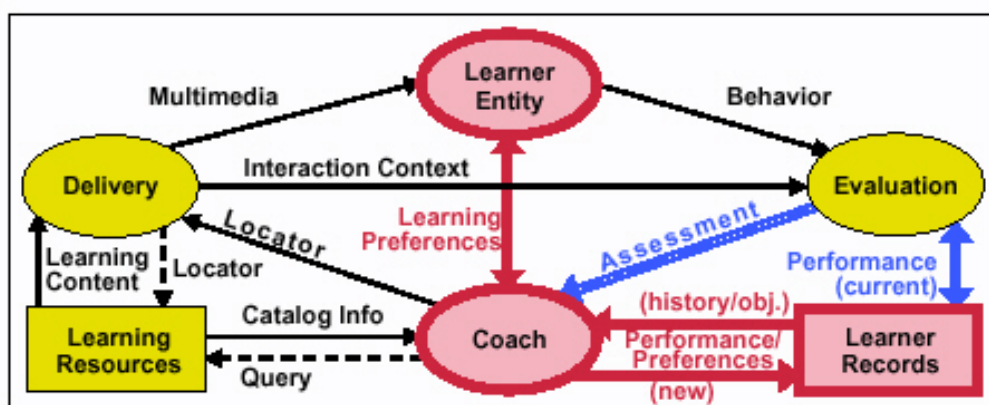 Learner
Entity
Multimedia
Behavior
Delivery
Interaction Context
Evaluation
Learning
Preferences
Locator
Assessment
Learning
Content
Locator
Performance
(current)
Learning
Resources
Catalog Info
Query
Coach
(history/obj.)
Performance/
Preferences
(new)
Learner
Records